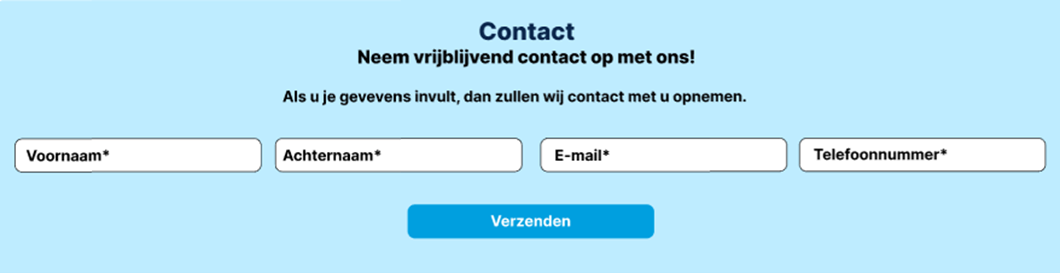 Contact
Neem vrijblijvend contact op met ons!
Als u je gevevens invult, dan zullen wij contact met u opnemen.
Voornaam* Achternaam* E-mail* Telefoonnummer*
Verzenden